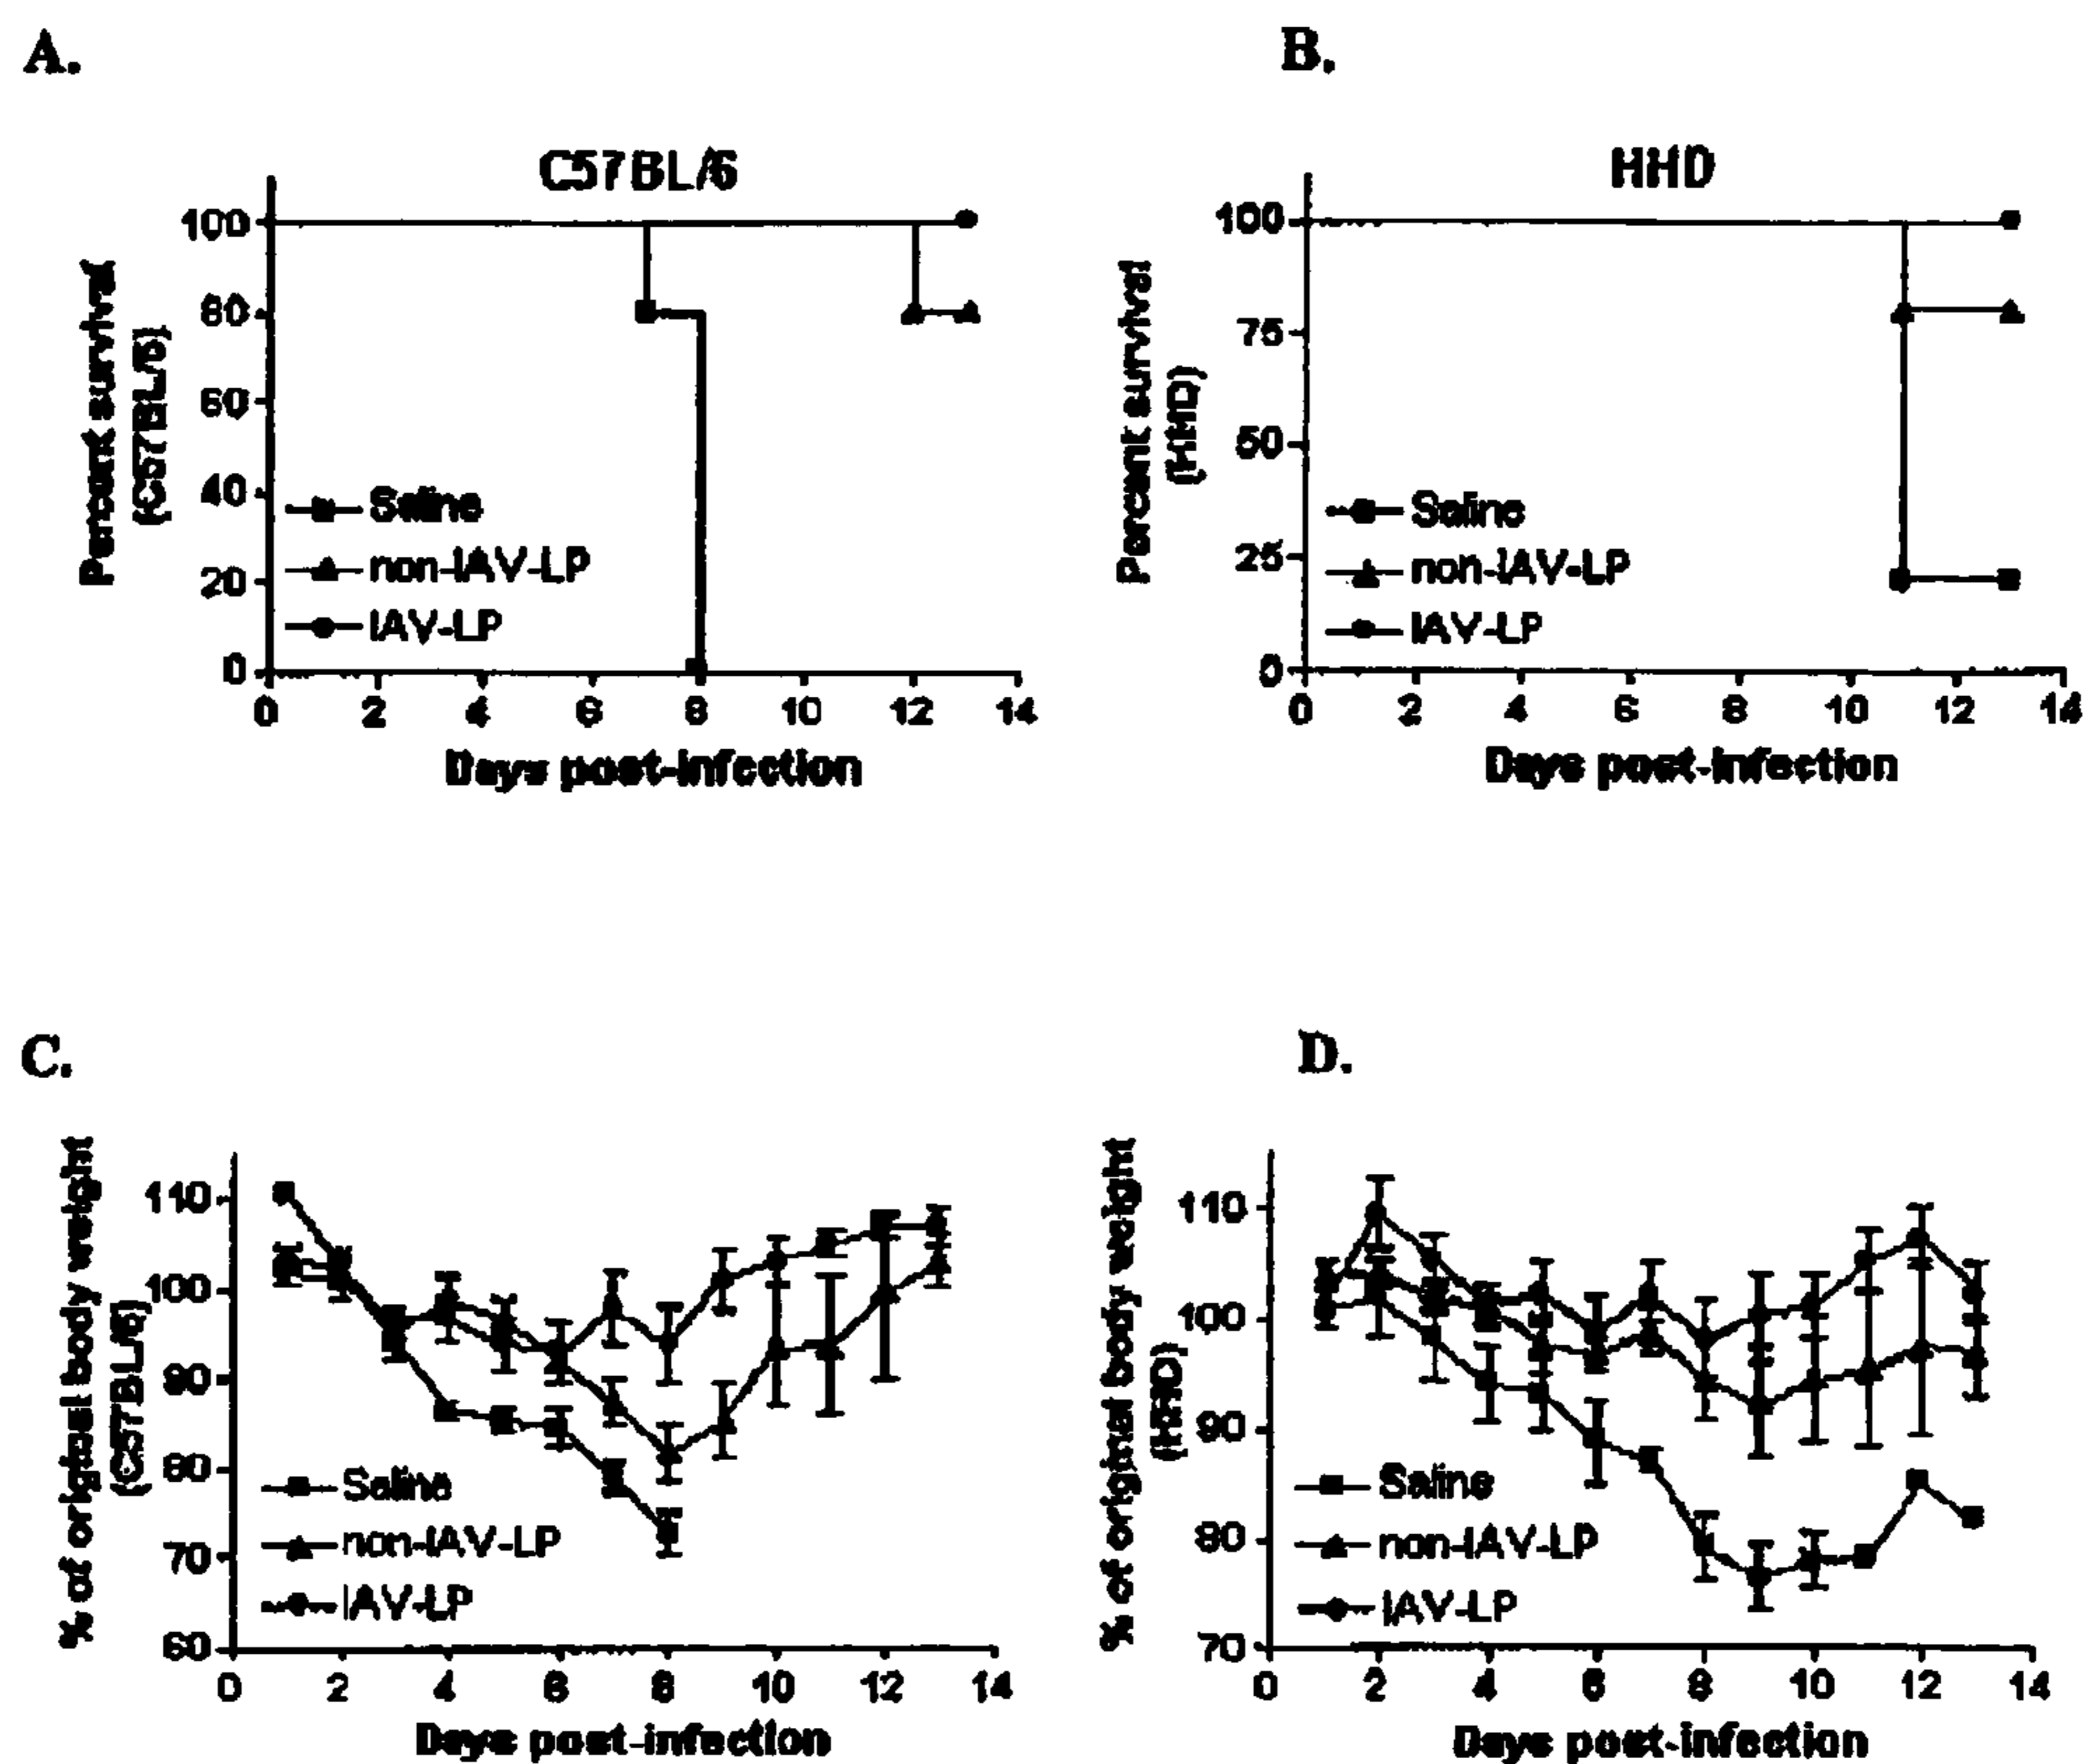 A.
B.
C57BL/6
HHD
Percent survival
(C57BL/6)
100
80
60
40
20
0
Saline
non-IAV-LP
IAV-LP
0 2 4 6 8 10 12 14
Days post-infection
Percent survival
(HHD)
100
75
50
25
0
Saline
non-IAV-LP
IAV-LP
0 2 4 6 8 10 12 14
Days post-infection
C.
D.
% of original body weight
(C57BL/6)
110
100
90
80
70
60
Saline
non-IAV-LP
IAV-LP
0 2 4 6 8 10 12 14
Days post-infection
% of original body weight
(HHD)
110
100
90
80
70
Saline
non-IAV-LP
IAV-LP
0 2 4 6 8 10 12 14
Days post-infection